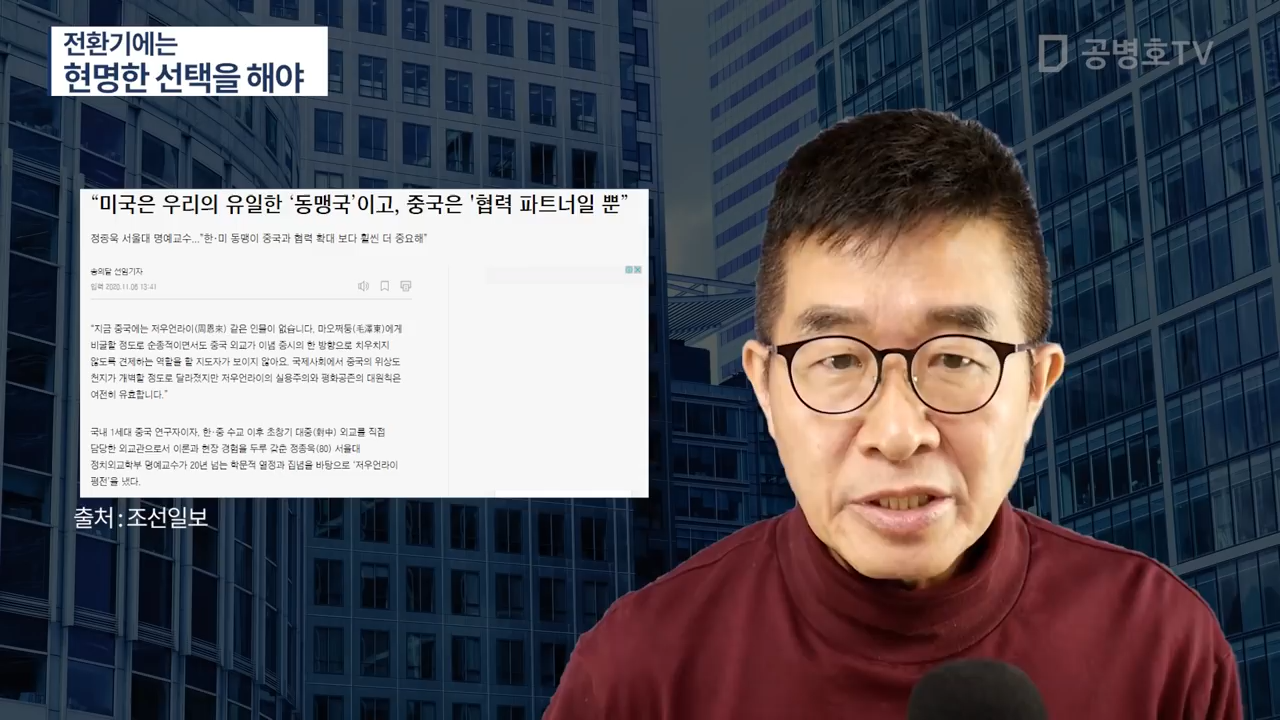 전환기에는
현명한 선택을 해야
공병호TV
“미국은 우리의 유일한 ‘동맹국’이고, 중국은 '협력 파트너일 뿐”
정종욱 서울대 명예교수..."한·미 동맹이 중국과 협력 확대 보다 훨씬 더 중요해"
송의달 선임기자
입력 2020.11.06 13:41
“지금 중국에는 저우언라이(周恩來) 같은 인물이 없습니다. 마오쩌둥(毛澤東)에게
비굴할 정도로 순종적이면서도 중국 외교가 이념 중시의 한 방향으로 치우치지
않도록 견제하는 역할을 할 지도자가 보이지 않아요. 국제사회에서 중국의 위상도
천지가 개벽할 정도로 달라졌지만 저우언라이의 실용주의와 평화공존의 대원칙은
여전히 유효합니다.”
국내 1세대 중국 연구자이자, 한·중 수교 이후 초창기 대중(對中) 외교를 직접
담당한 외교관으로서 이론과 현장 경험을 두루 갖춘 정종욱(80) 서울대
정치외교학부 명예교수가 20년 넘는 학문적 열정과 집념을 바탕으로 '저우언라이
평전'을 냈다.
출처 : 조선일보